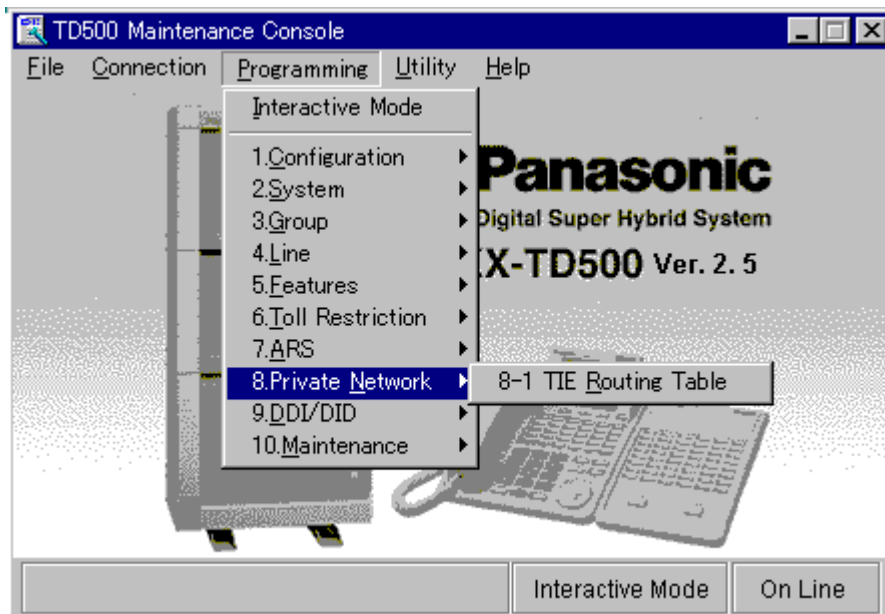 TD500 Maintenance Console
File Connection Programming Utility Help
Interactive Mode
1.Configuration
2.System
3.Group
4.Line
5.Features
6.Toll Restriction
7.ARS
8.Private Network
9.DDI/DID
10.Maintenance
8-1 TIE Routing Table
Panasonic
Digital Super Hybrid System
X-TD500 Ver. 2.5
Interactive Mode On Line